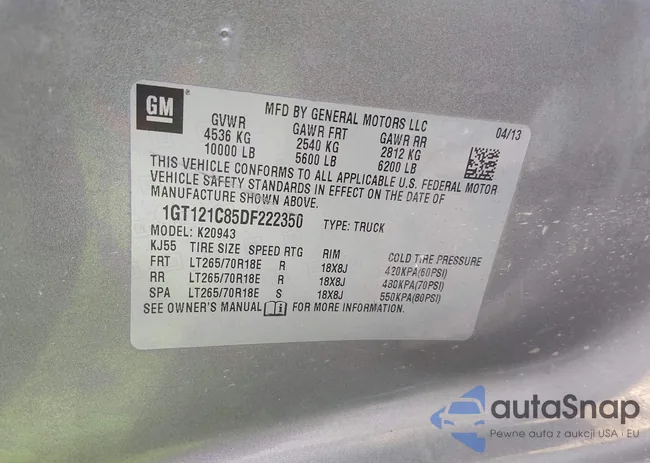 GM
MFD BY GENERAL MOTORS LLC
04/13
GVWR GAWR FRT GAWR RR
4536 KG 2540 KG 2812 KG
10000 LB 5600 LB 6200 LB
THIS VEHICLE CONFORMS TO ALL APPLICABLE U.S. FEDERAL MOTOR
VEHICLE SAFETY STANDARDS IN EFFECT ON THE DATE OF
MANUFACTURE SHOWN ABOVE.
1GT121C85DF222350 TYPE: TRUCK
MODEL: K20943
KJ55 TIRE SIZE SPEED RTG RIM COLD TIRE PRESSURE
FRT LT265/70R18E R 18X8J 420KPA(60PSI)
RR LT265/70R18E R 18X8J 480KPA(70PSI)
SPA LT265/70R18E S 18X8J 550KPA(80PSI)
SEE OWNER'S MANUAL FOR MORE INFORMATION.
autoSnap
Pewne auta z aukcji USA i EU